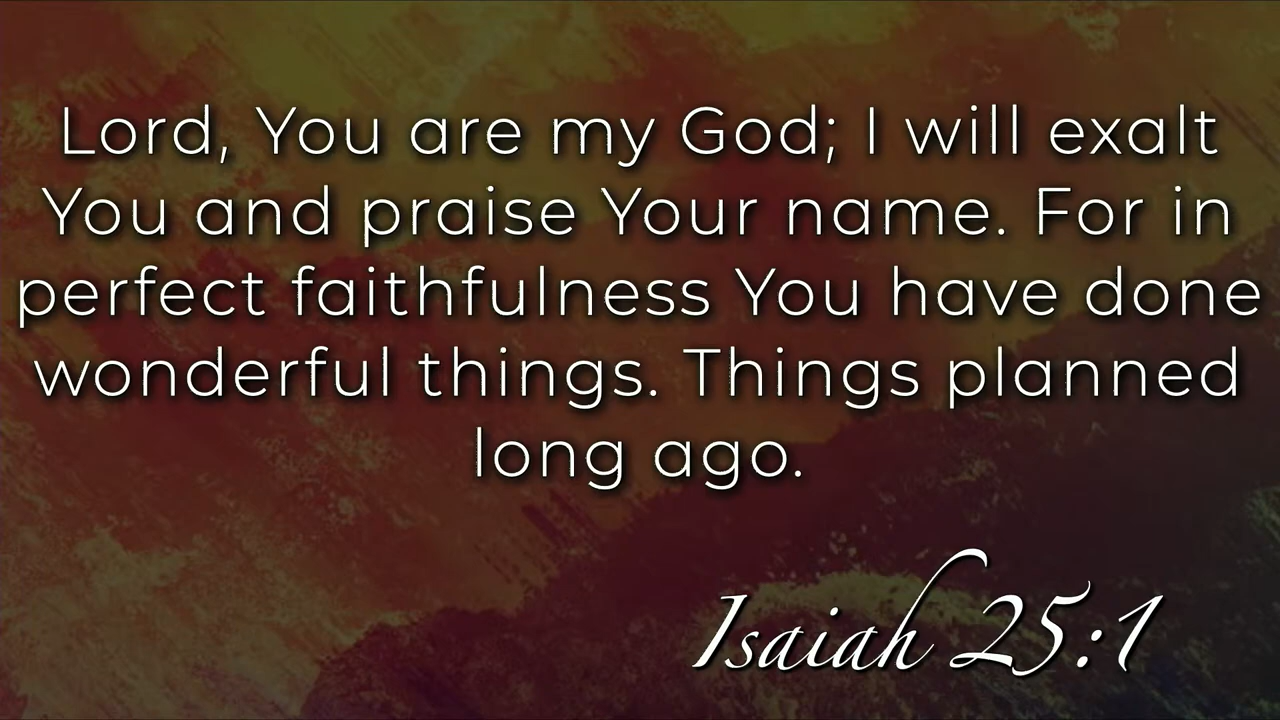 Lord, You are my God; I will exalt
You and praise Your name. For in
perfect faithfulness You have done
wonderful things. Things planned
long ago.
Isaiah 25:1